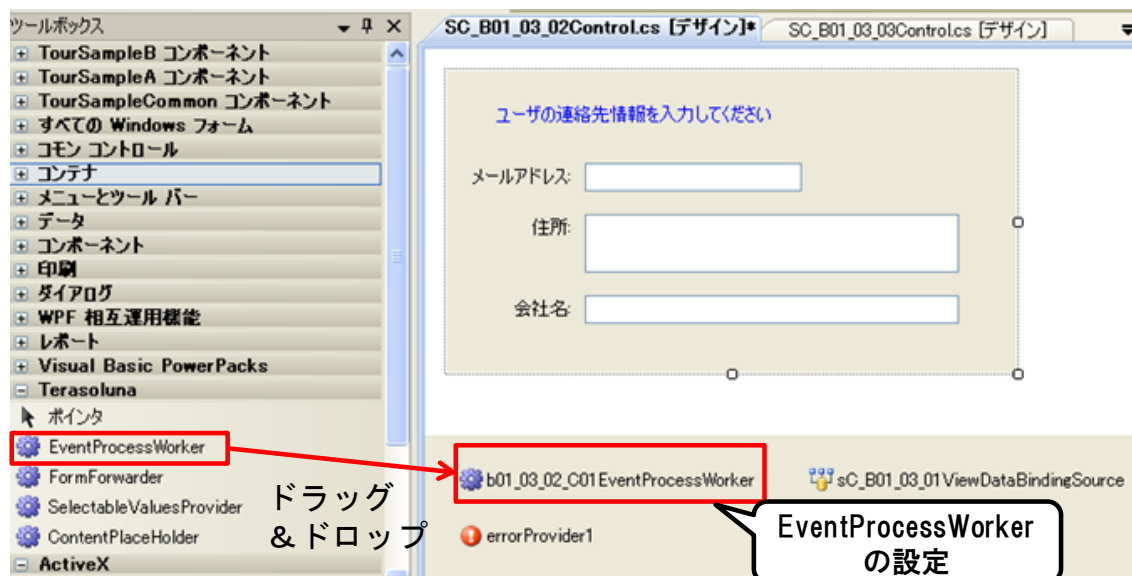 ツールボックス
TourSampleB コンポーネント
TourSampleA コンポーネント
TourSampleCommon コンポーネント
すべての Windows フォーム
コモン コントロール
コンテナ
メニューとツール バー
データ
コンポーネント
印刷
ダイアログ
WPF 相互運用機能
レポート
Visual Basic PowerPacks
Terasoluna
ポインタ
EventProcessWorker
FormForwarder
SelectableValuesProvider
ContentPlaceHolder
ActiveX
ドラッグ
&ドロップ
SC_B01_03_02Control.cs [デザイン]* SC_B01_03_03Control.cs [デザイン]
ユーザの連絡先情報を入力してください
メールアドレス:
住所:
会社名:
b01_03_02_C01EventProcessWorker sC_B01_03_01ViewDataBindingSource
errorProvider1
EventProcessWorker
の設定